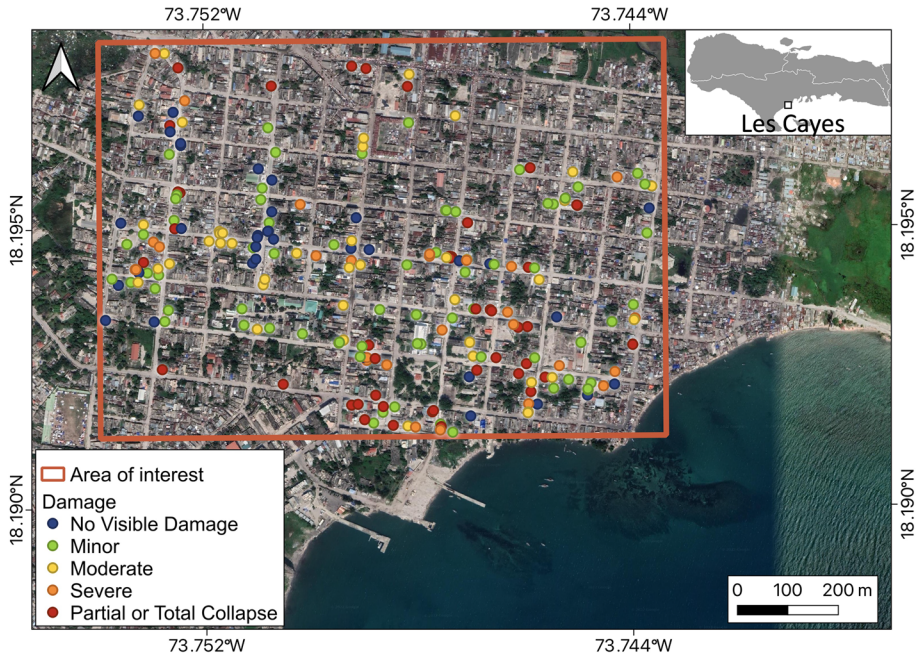 73.752°W 73.744°W
Les Cayes
18.195°N 18.195°N
18.190°N 18.190°N
Area of interest
Damage
No Visible Damage
Minor
Moderate
Severe
Partial or Total Collapse
0 100 200 m
73.752°W 73.744°W